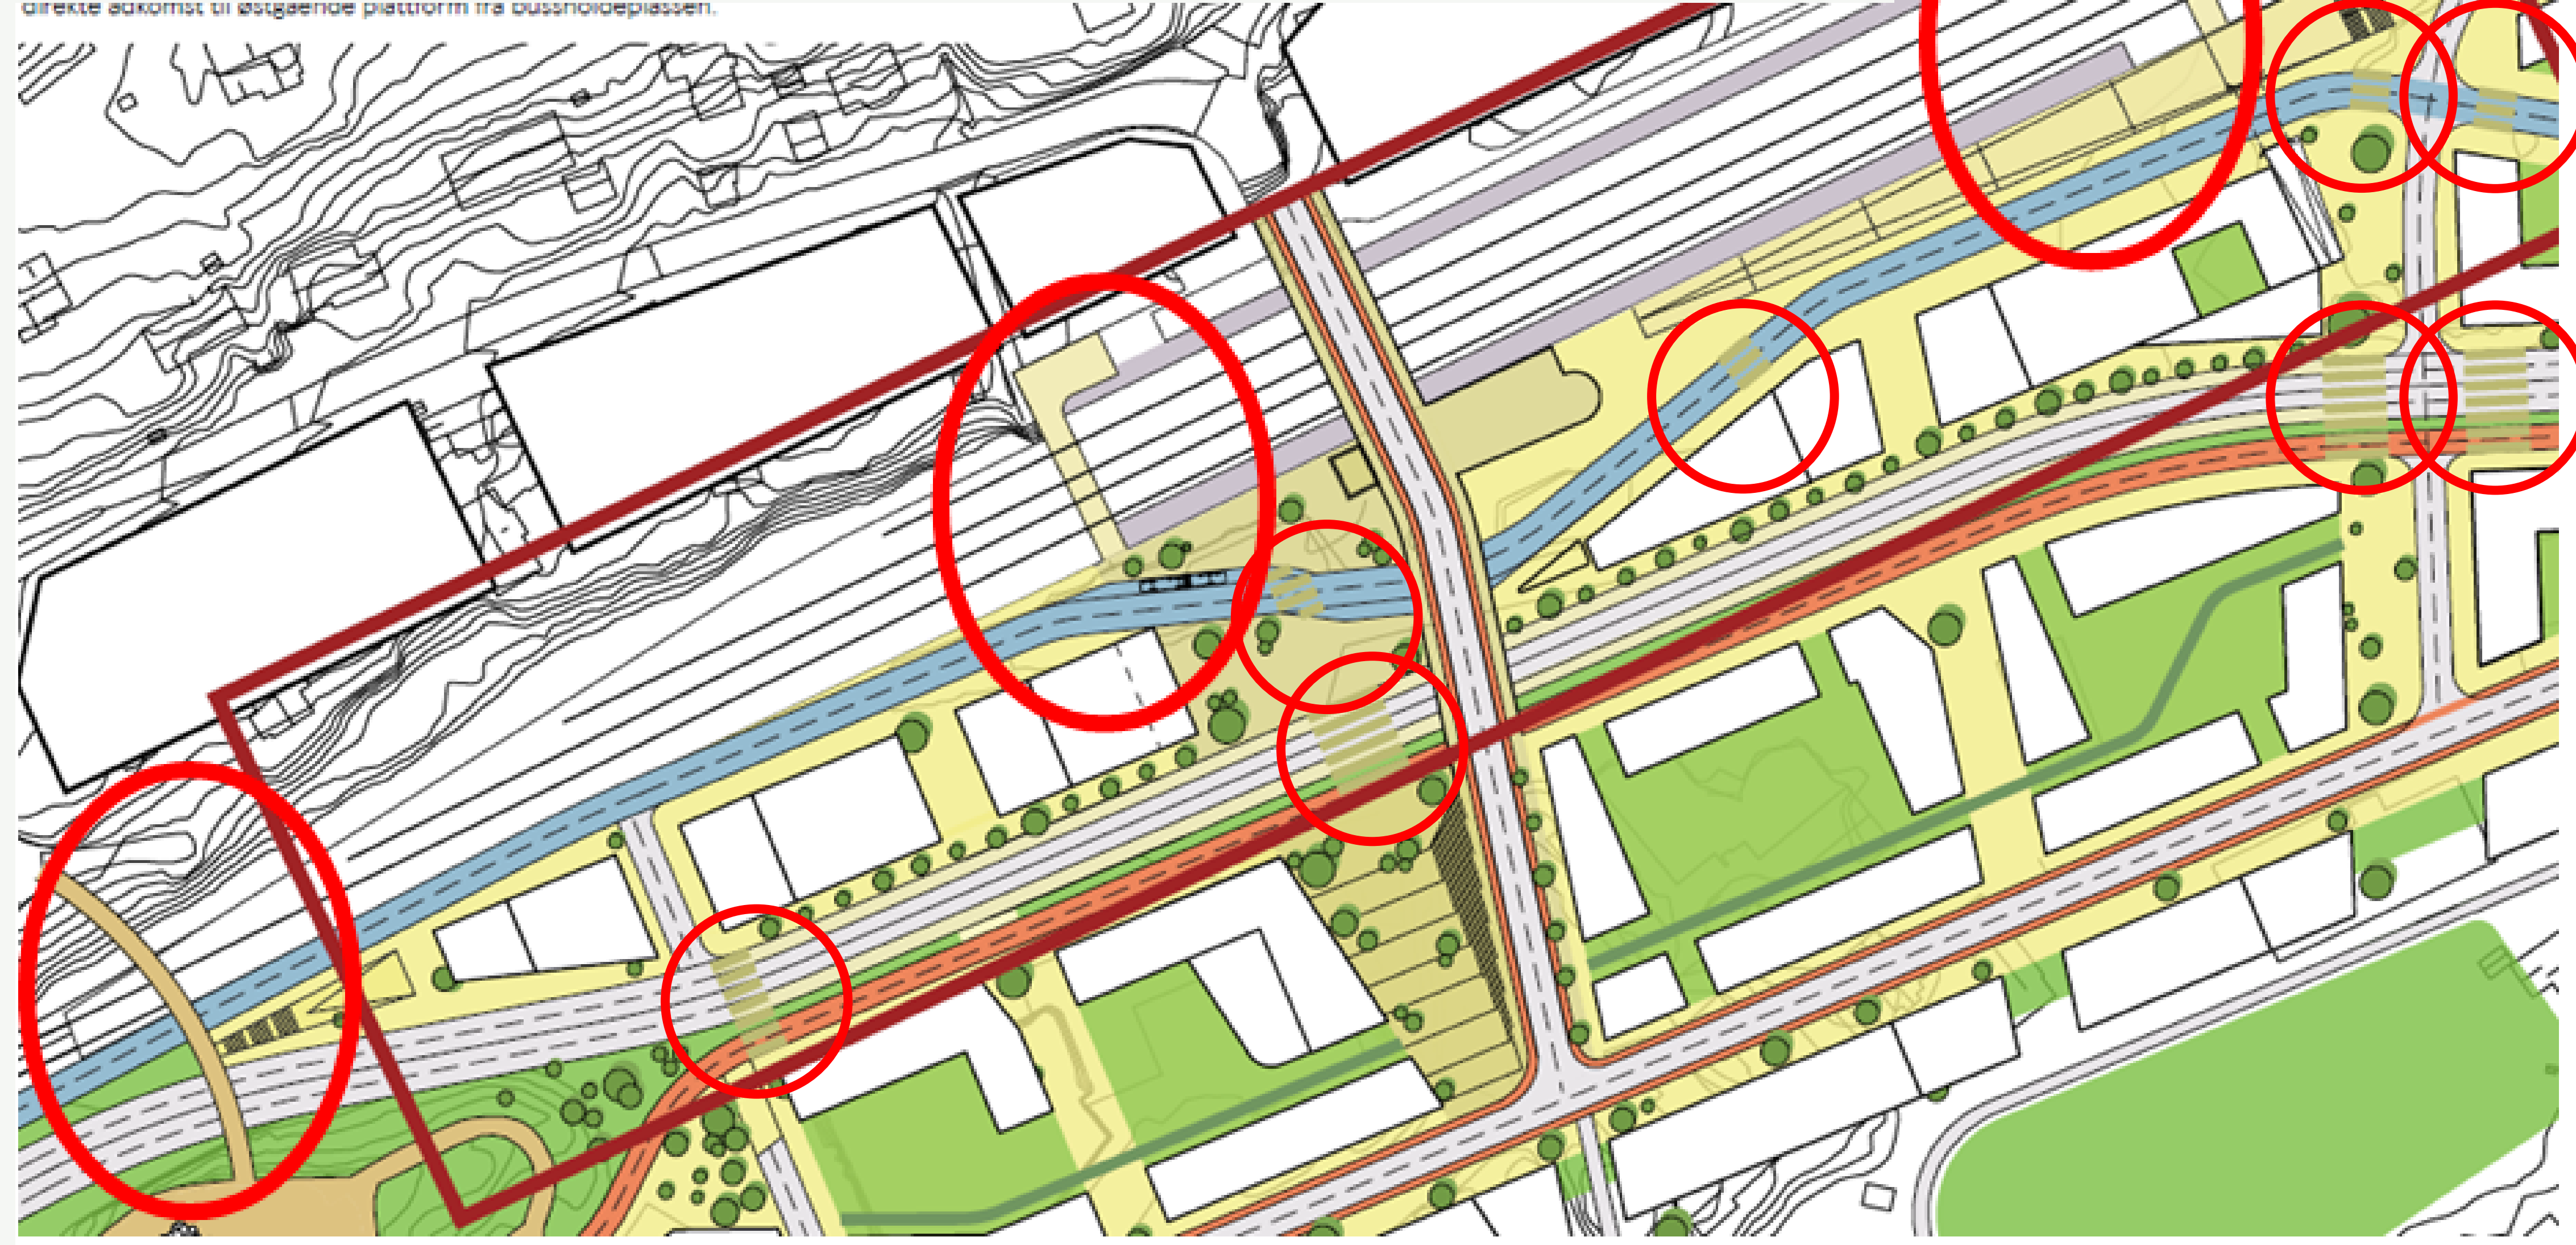 direkte adkomst til østgående plattform fra bussholdeplassen.